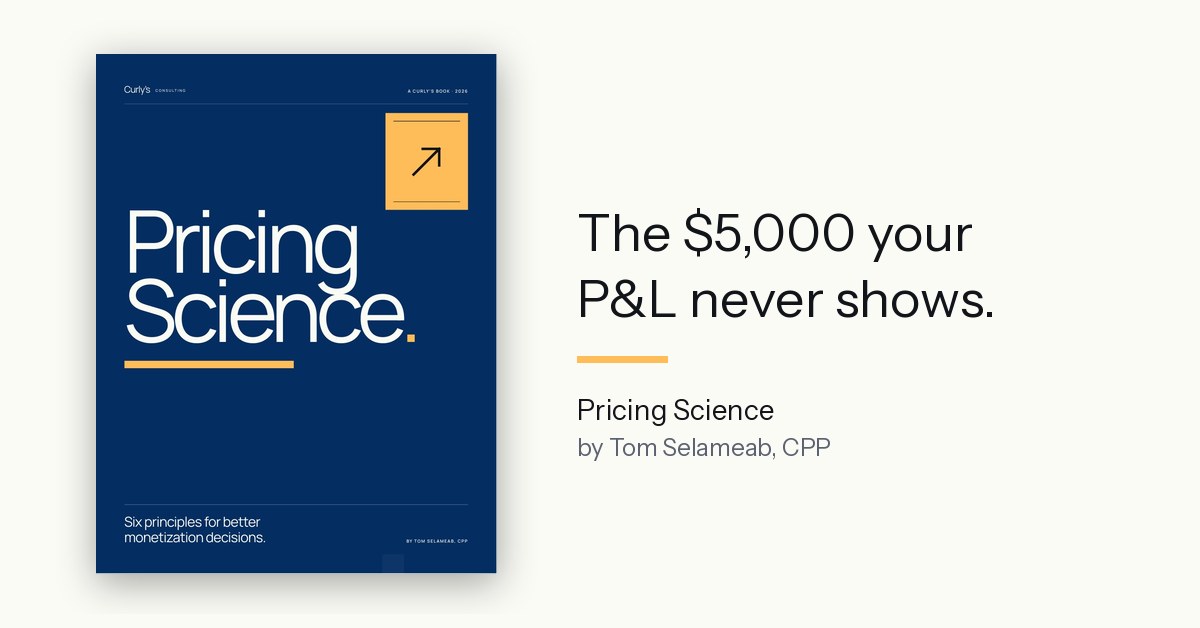 Curly's CONSULTING
A CURLY'S BOOK · 2026
Pricing
Science.
Six principles for better
monetization decisions.
BY TOM SELAMEAB, CPP
The $5,000 your
P&L never shows.
Pricing Science
by Tom Selameab, CPP